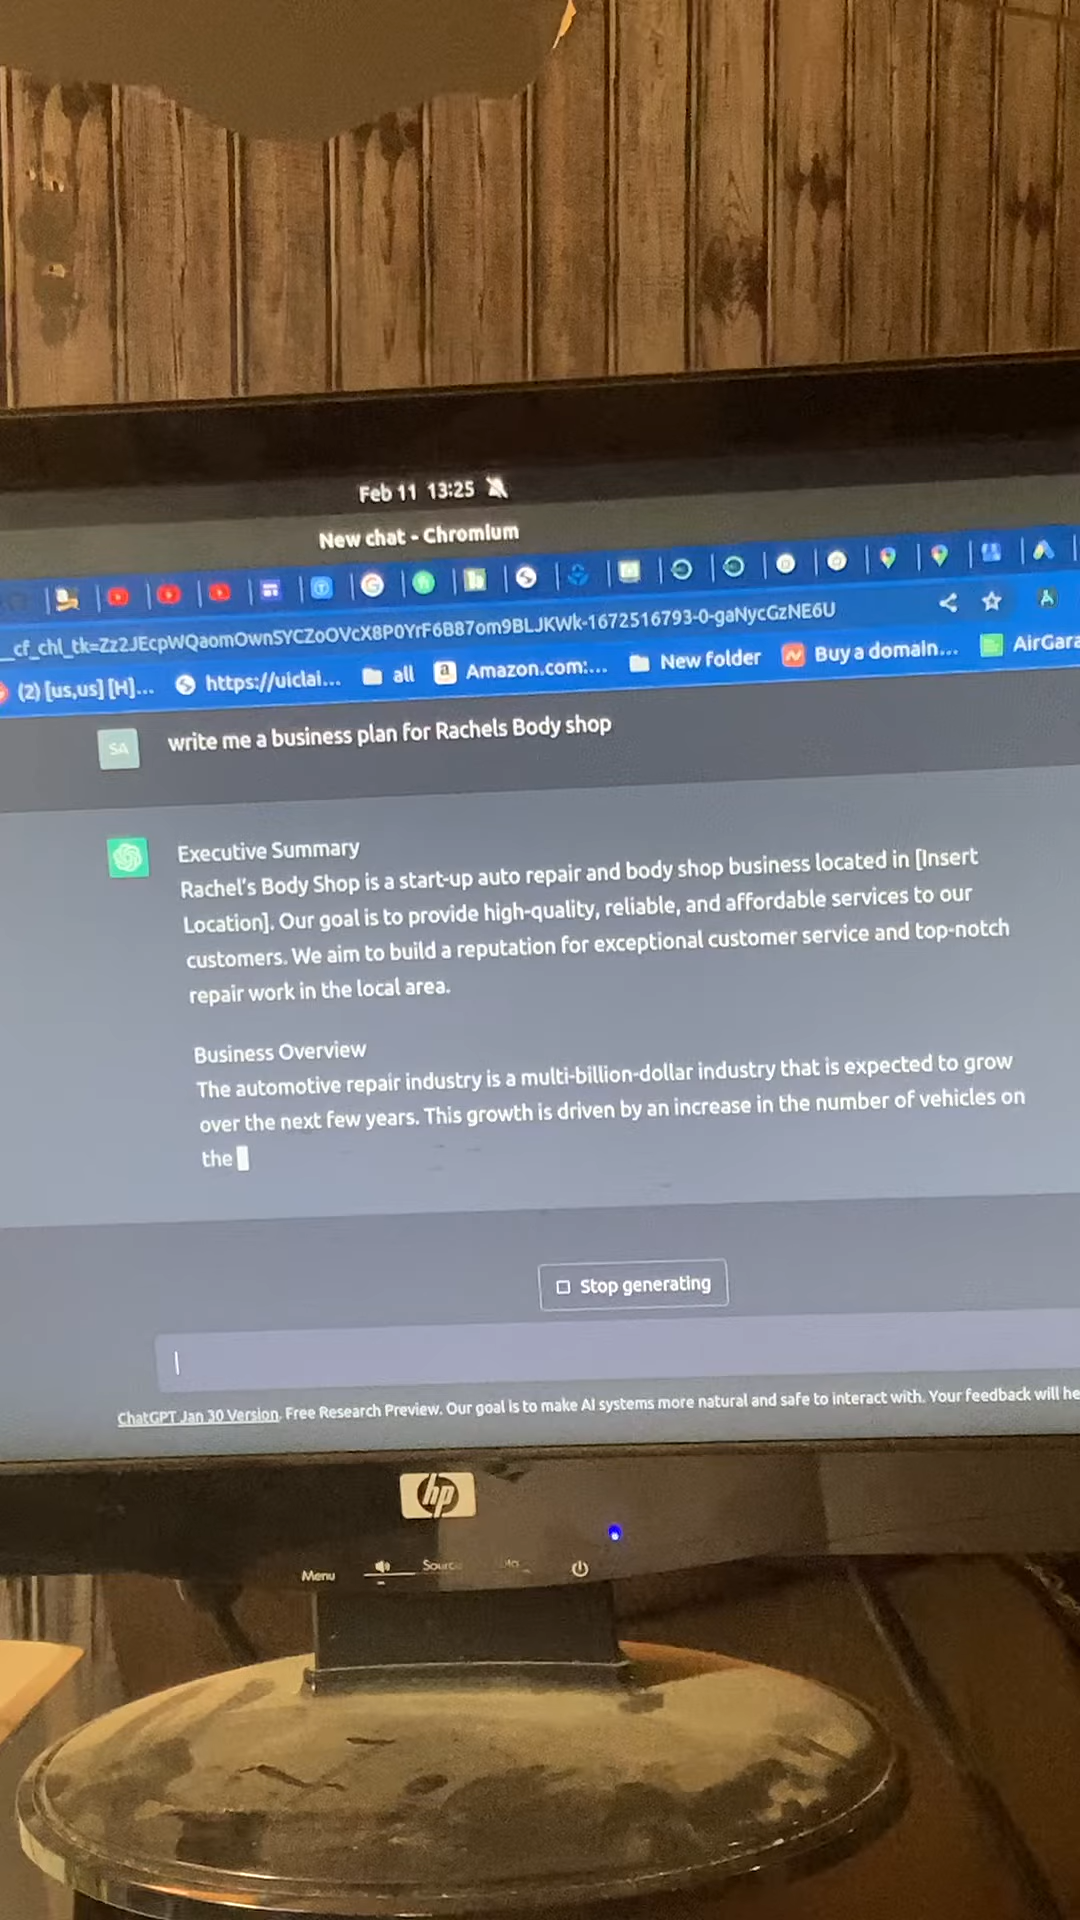 Feb 11 13:25
New chat - Chromium
_cf_chl_tk=Zz2JEcpWQaomOwnSYCZoOVcX8P0YrF6B87om9BLJKWk-1672516793-0-gaNycGzNE6U
(2) [us,us] [H]... https://uiclai... all Amazon.com:... New folder Buy a domain... AirGara
SA write me a business plan for Rachels Body shop
Executive Summary
Rachel's Body Shop is a start-up auto repair and body shop business located in [Insert
Location]. Our goal is to provide high-quality, reliable, and affordable services to our
customers. We aim to build a reputation for exceptional customer service and top-notch
repair work in the local area.
Business Overview
The automotive repair industry is a multi-billion-dollar industry that is expected to grow
over the next few years. This growth is driven by an increase in the number of vehicles on
the
Stop generating
ChatGPT Jan 30 Version. Free Research Preview. Our goal is to make AI systems more natural and safe to interact with. Your feedback will he
hp
Menu Source